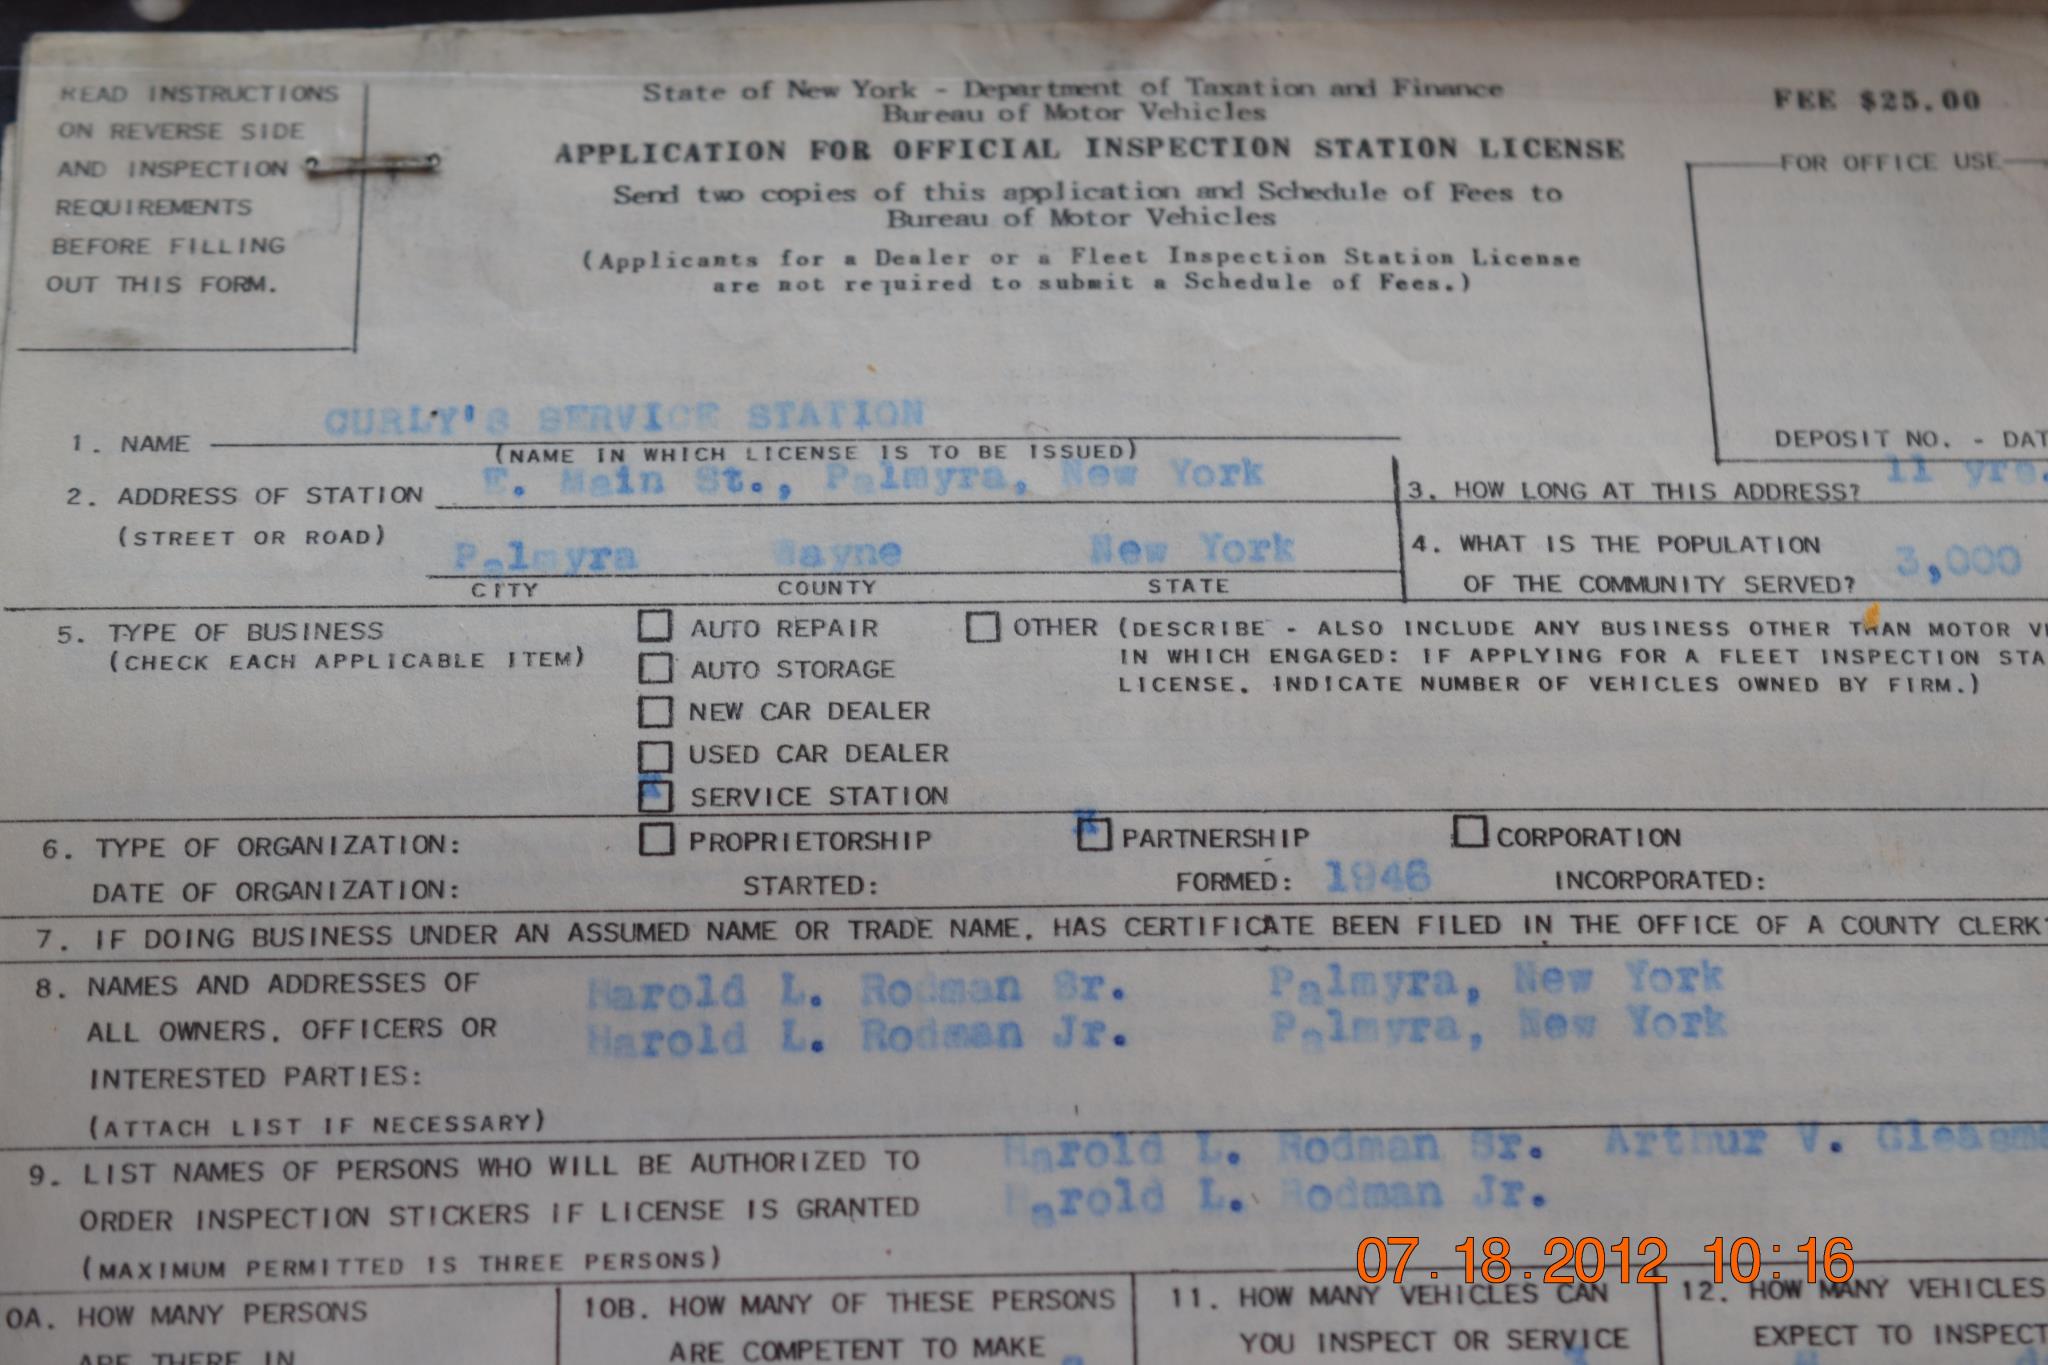 READ INSTRUCTIONS
ON REVERSE SIDE
AND INSPECTION
REQUIREMENTS
BEFORE FILLING
OUT THIS FORM.
State of New York - Department of Taxation and Finance
Bureau of Motor Vehicles
APPLICATION FOR OFFICIAL INSPECTION STATION LICENSE
Send two copies of this application and Schedule of Fees to
Bureau of Motor Vehicles
(Applicants for a Dealer or a Fleet Inspection Station License
are not required to submit a Schedule of Fees.)
FEE $25.00
FOR OFFICE USE
DEPOSIT NO. - DAT
1. NAME CURLY'S SERVICE STATION
(NAME IN WHICH LICENSE IS TO BE ISSUED)
2. ADDRESS OF STATION E. Main St., Palmyra, New York
(STREET OR ROAD)
Palmyra Wayne New York
CITY COUNTY STATE
3. HOW LONG AT THIS ADDRESS? 11 yrs.
4. WHAT IS THE POPULATION
OF THE COMMUNITY SERVED? 3,000
5. TYPE OF BUSINESS
(CHECK EACH APPLICABLE ITEM)
AUTO REPAIR
AUTO STORAGE
NEW CAR DEALER
USED CAR DEALER
X SERVICE STATION
OTHER (DESCRIBE - ALSO INCLUDE ANY BUSINESS OTHER THAN MOTOR VE
IN WHICH ENGAGED: IF APPLYING FOR A FLEET INSPECTION STA
LICENSE. INDICATE NUMBER OF VEHICLES OWNED BY FIRM.)
6. TYPE OF ORGANIZATION: PROPRIETORSHIP X PARTNERSHIP CORPORATION
DATE OF ORGANIZATION: STARTED: FORMED: 1946 INCORPORATED:
7. IF DOING BUSINESS UNDER AN ASSUMED NAME OR TRADE NAME. HAS CERTIFICATE BEEN FILED IN THE OFFICE OF A COUNTY CLERK?
8. NAMES AND ADDRESSES OF
ALL OWNERS. OFFICERS OR
INTERESTED PARTIES:
(ATTACH LIST IF NECESSARY)
Harold L. Rodman Sr. Palmyra, New York
Harold L. Rodman Jr. Palmyra, New York
9. LIST NAMES OF PERSONS WHO WILL BE AUTHORIZED TO
ORDER INSPECTION STICKERS IF LICENSE IS GRANTED
(MAXIMUM PERMITTED IS THREE PERSONS)
Harold L. Rodman Sr. Arthur V. Gleasm
Harold L. Rodman Jr.
07.18.2012 10:16
0A. HOW MANY PERSONS
ARE THERE IN
10B. HOW MANY OF THESE PERSONS
ARE COMPETENT TO MAKE
11. HOW MANY VEHICLES CAN
YOU INSPECT OR SERVICE
12. HOW MANY VEHICLES
EXPECT TO INSPECT